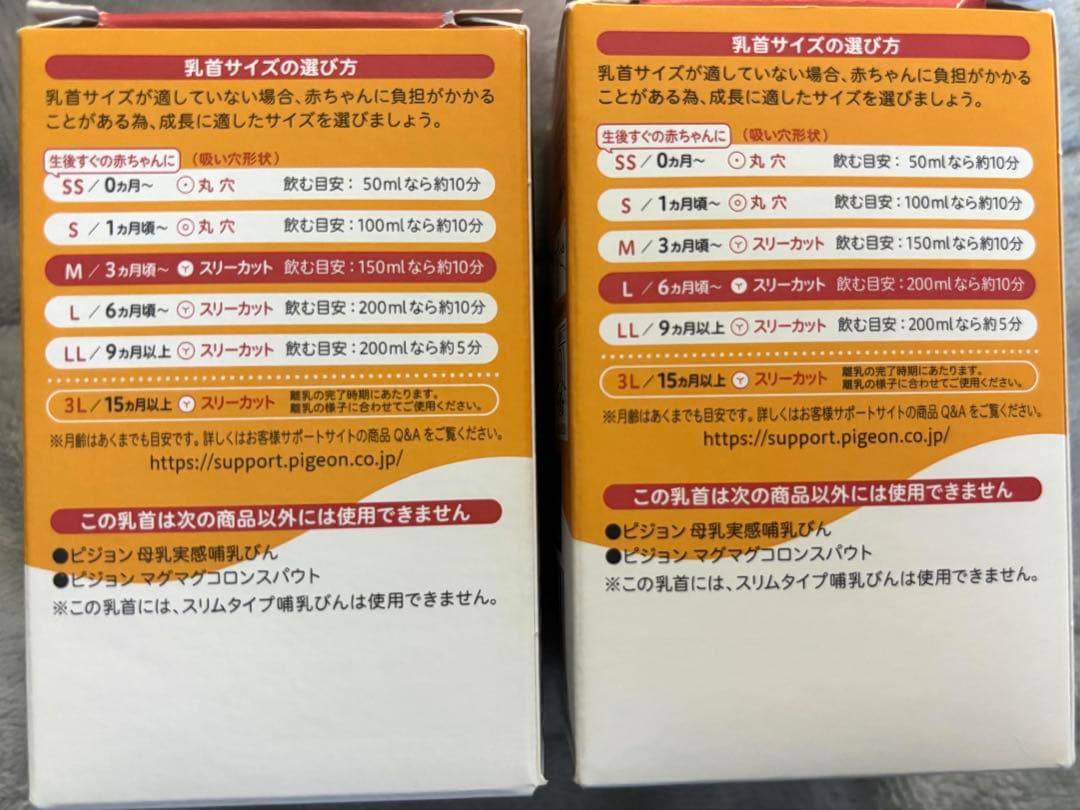 乳首サイズの選び方
乳首サイズが適していない場合、赤ちゃんに負担がかかる
ことがある為、成長に適したサイズを選びましょう。
生後すぐの赤ちゃんに (吸い穴形状)
SS/0ヵ月〜 丸穴 飲む目安：50mlなら約10分
S/1ヵ月頃〜 丸穴 飲む目安：100mlなら約10分
M/3ヵ月頃〜 スリーカット 飲む目安：150mlなら約10分
L/6ヵ月頃〜 スリーカット 飲む目安：200mlなら約10分
LL/9ヵ月以上 スリーカット 飲む目安：200mlなら約5分
3L/15ヵ月以上 スリーカット 離乳の完了時期にあたります。
離乳の様子に合わせてご使用ください。
※月齢はあくまでも目安です。詳しくはお客様サポートサイトの商品Q&Aをご覧ください。
https://support.pigeon.co.jp/
この乳首は次の商品以外には使用できません
●ピジョン 母乳実感哺乳びん
●ピジョン マグマグコロンスパウト
※この乳首には、スリムタイプ哺乳びんは使用できません。
乳首サイズの選び方
乳首サイズが適していない場合、赤ちゃんに負担がかかる
ことがある為、成長に適したサイズを選びましょう。
生後すぐの赤ちゃんに (吸い穴形状)
SS/0ヵ月〜 丸穴 飲む目安：50mlなら約10分
S/1ヵ月頃〜 丸穴 飲む目安：100mlなら約10分
M/3ヵ月頃〜 スリーカット 飲む目安：150mlなら約10分
L/6ヵ月頃〜 スリーカット 飲む目安：200mlなら約10分
LL/9ヵ月以上 スリーカット 飲む目安：200mlなら約5分
3L/15ヵ月以上 スリーカット 離乳の完了時期にあたります。
離乳の様子に合わせてご使用ください。
※月齢はあくまでも目安です。詳しくはお客様サポートサイトの商品Q&Aをご覧ください。
https://support.pigeon.co.jp/
この乳首は次の商品以外には使用できません
●ピジョン 母乳実感哺乳びん
●ピジョン マグマグコロンスパウト
※この乳首には、スリムタイプ哺乳びんは使用できません。